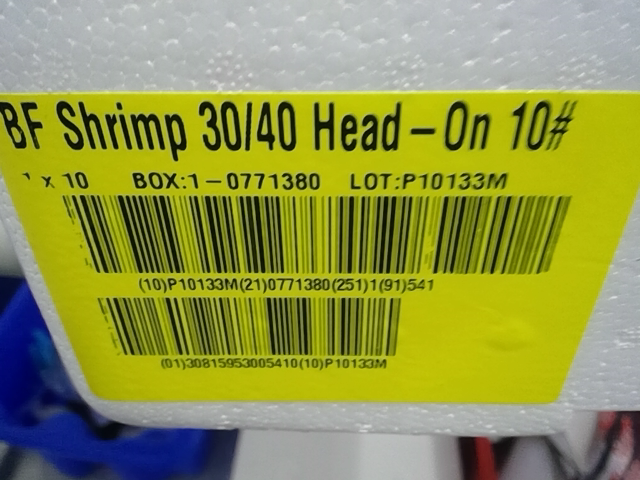 BF Shrimp 30/40 Head-On 10#
1 x 10 BOX:1-0771380 LOT:P10133M
(10)P10133M(21)0771380(251)1(91)541
(01)30815953005410(10)P10133M